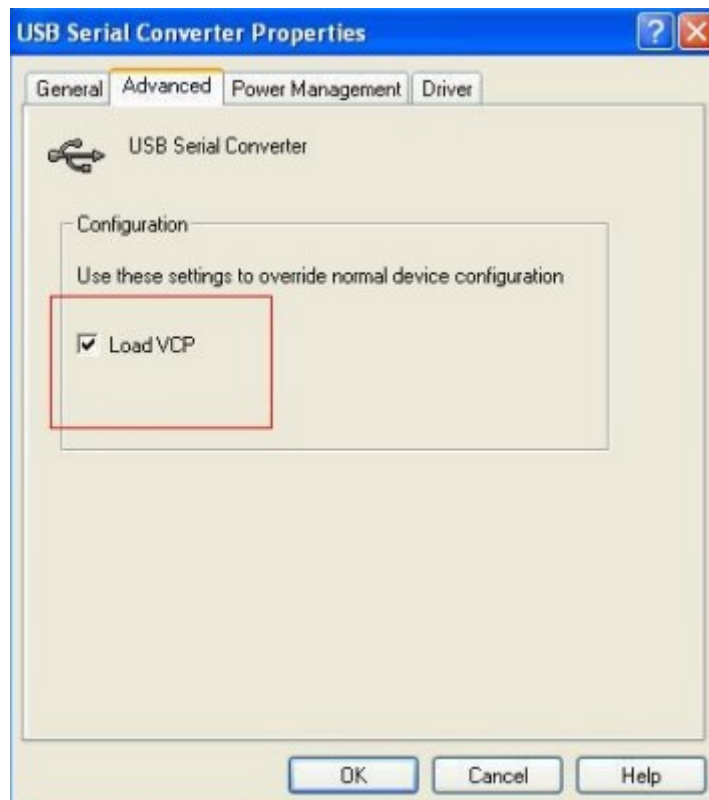 USB Serial Converter Properties
General Advanced Power Management Driver
USB Serial Converter
Configuration
Use these settings to override normal device configuration
Load VCP
OK Cancel Help